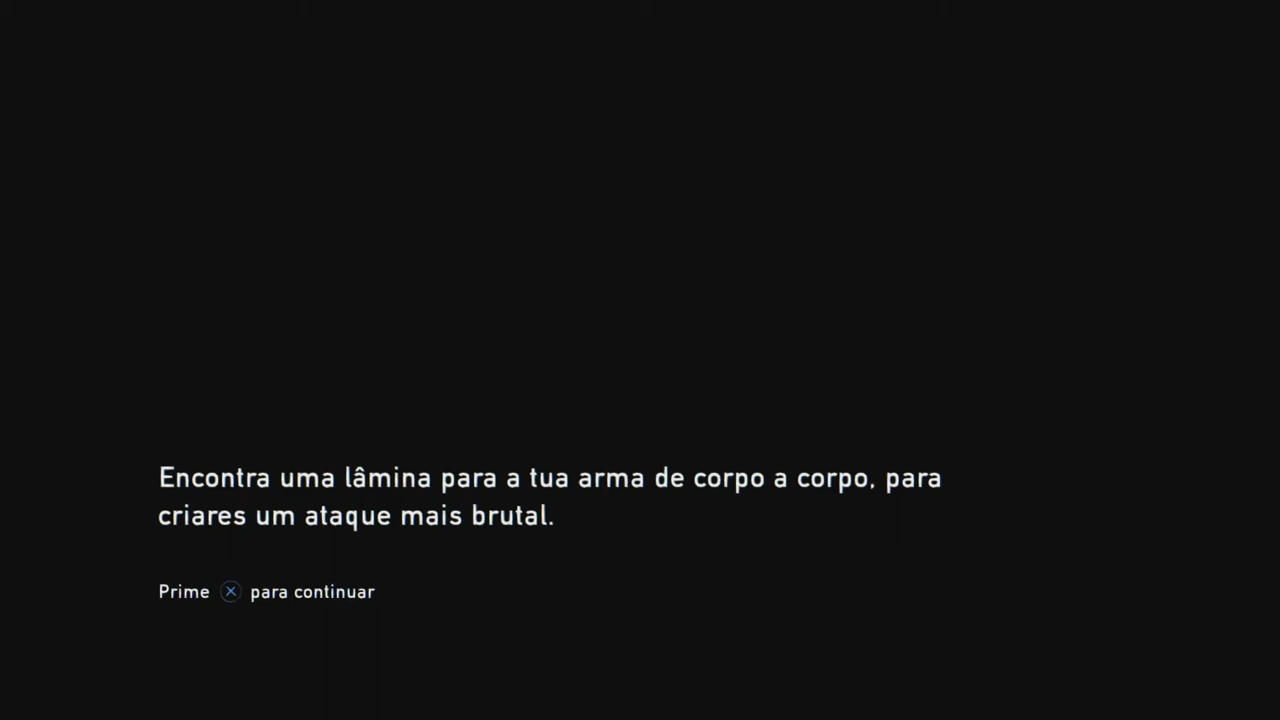 Encontra uma lâmina para a tua arma de corpo a corpo, para
criares um ataque mais brutal.
Prime ⓧ para continuar